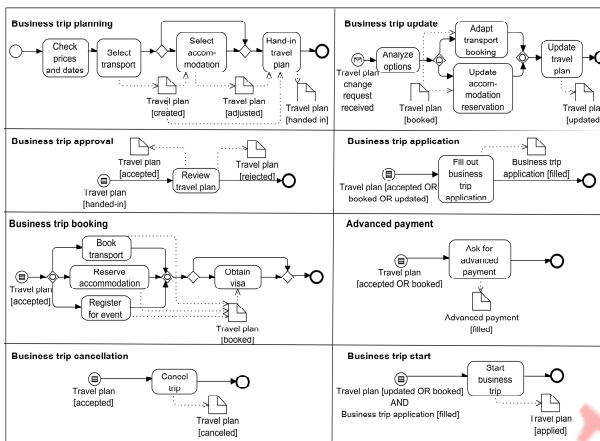 Business trip planning
Check
prices
and dates
Select
transport
Select
accom-
modation
Hand-in
travel
plan
Travel plan
[created]
Travel plan
[adjusted]
Travel plan
[handed in]
Business trip update
Analyze
options
Adapt
transport
booking
Update
accom-
modation
reservation
Update
travel
plan
Travel plan
change
request
received
Travel plan
[booked]
Travel pla
[updated
Business trip approval
Travel plan
[accepted]
Travel plan
[rejected]
Review
travel plan
Travel plan
[handed-in]
Business trip application
Fill out
business
trip
application
Business trip
application [filled]
Travel plan [accepted OR
booked OR updated]
Business trip booking
Book
transport
Reserve
accommodation
Register
for event
Obtain
visa
Travel plan
[accepted]
Travel plan
[booked]
Advanced payment
Ask for
advanced
payment
Travel plan
[accepted OR booked]
Advanced payment
[filled]
Business trip cancellation
Cancel
trip
Travel plan
[accepted]
Travel plan
[canceled]
Business trip start
Start
business
trip
Travel plan [updated OR booked]
AND
Business trip application [filled]
Travel plan
[applied]